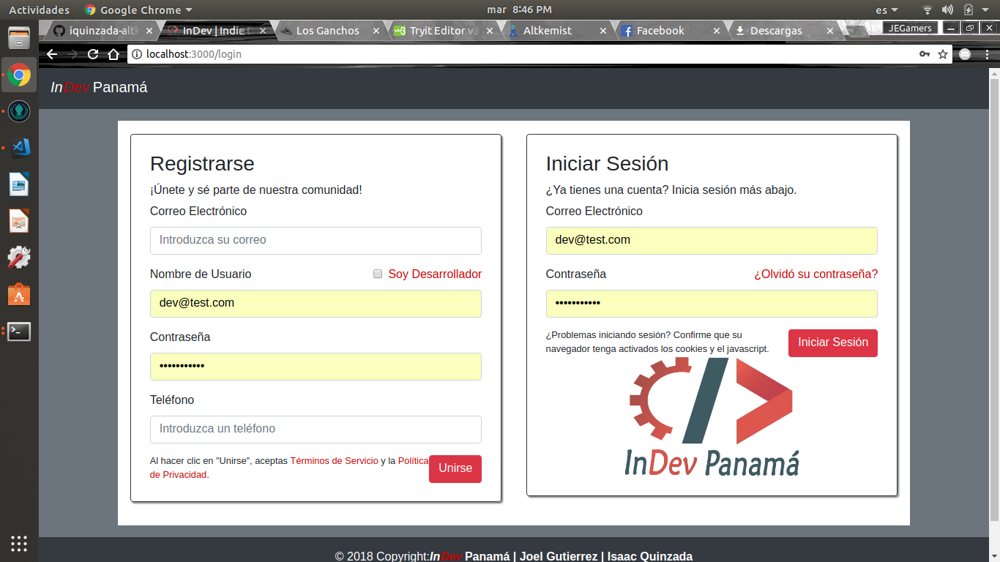 Actividades Google Chrome mar 8:46 PM es
iquinzada-altk InDev | Indie D Los Ganchos Tryit Editor v3 Altkemist Facebook Descargas JEGamers
localhost:3000/login
InDev Panamá
Registrarse
¡Únete y sé parte de nuestra comunidad!
Correo Electrónico
Introduzca su correo
Nombre de Usuario Soy Desarrollador
dev@test.com
Contraseña
•••••••••••
Teléfono
Introduzca un teléfono
Al hacer clic en "Unirse", aceptas Términos de Servicio y la Política
de Privacidad.
Unirse
Iniciar Sesión
¿Ya tienes una cuenta? Inicia sesión más abajo.
Correo Electrónico
dev@test.com
Contraseña ¿Olvidó su contraseña?
•••••••••••
¿Problemas iniciando sesión? Confirme que su
navegador tenga activados los cookies y el javascript.
Iniciar Sesión
InDev Panamá
© 2018 Copyright:InDev Panamá | Joel Gutierrez | Isaac Quinzada